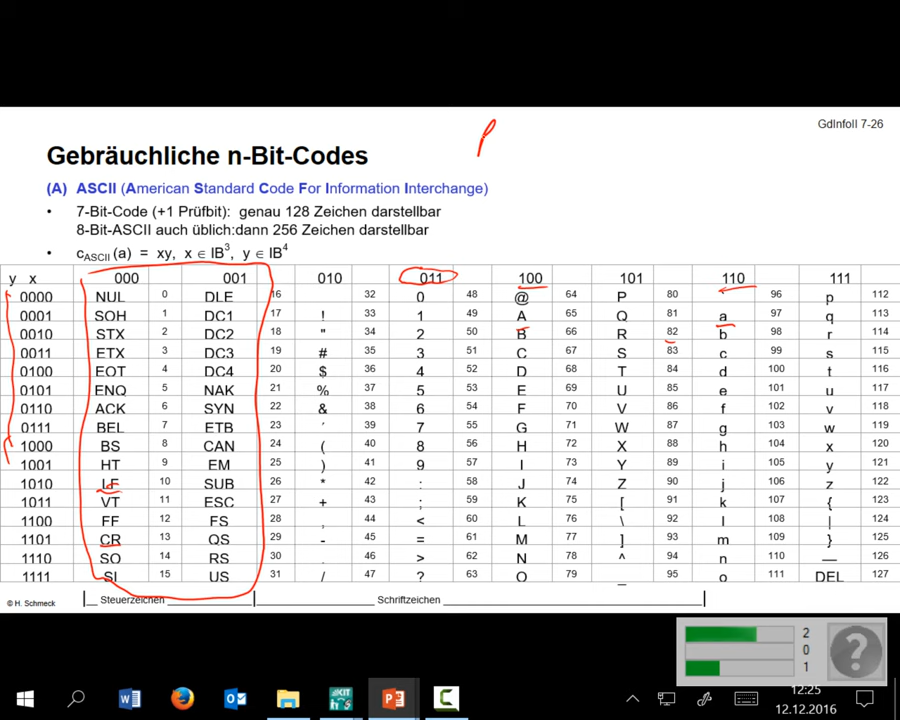 GdInfoII 7-26
Gebräuchliche n-Bit-Codes
(A) ASCII (American Standard Code For Information Interchange)
• 7-Bit-Code (+1 Prüfbit): genau 128 Zeichen darstellbar
8-Bit-ASCII auch üblich:dann 256 Zeichen darstellbar
• cASCII (a) = xy, x ∈ IB³, y ∈ IB⁴
y x 000 001 010 011 100 101 110 111
0000 NUL 0 DLE 16 32 0 48 @ 64 P 80 96 p 112
0001 SOH 1 DC1 17 ! 33 1 49 A 65 Q 81 a 97 q 113
0010 STX 2 DC2 18 " 34 2 50 B 66 R 82 b 98 r 114
0011 ETX 3 DC3 19 # 35 3 51 C 67 S 83 c 99 s 115
0100 EOT 4 DC4 20 $ 36 4 52 D 68 T 84 d 100 t 116
0101 ENQ 5 NAK 21 % 37 5 53 E 69 U 85 e 101 u 117
0110 ACK 6 SYN 22 & 38 6 54 F 70 V 86 f 102 v 118
0111 BEL 7 ETB 23 ´ 39 7 55 G 71 W 87 g 103 w 119
1000 BS 8 CAN 24 ( 40 8 56 H 72 X 88 h 104 x 120
1001 HT 9 EM 25 ) 41 9 57 I 73 Y 89 i 105 y 121
1010 LF 10 SUB 26 * 42 : 58 J 74 Z 90 j 106 z 122
1011 VT 11 ESC 27 + 43 ; 59 K 75 [ 91 k 107 { 123
1100 FF 12 FS 28 , 44 < 60 L 76 \ 92 l 108 | 124
1101 CR 13 QS 29 - 45 = 61 M 77 ] 93 m 109 } 125
1110 SO 14 RS 30 . 46 > 62 N 78 ^ 94 n 110 — 126
1111 SI 15 US 31 / 47 ? 63 O 79 _ 95 o 111 DEL 127
© H. Schmeck Steuerzeichen Schriftzeichen
2
0
1
12:25
12.12.2016